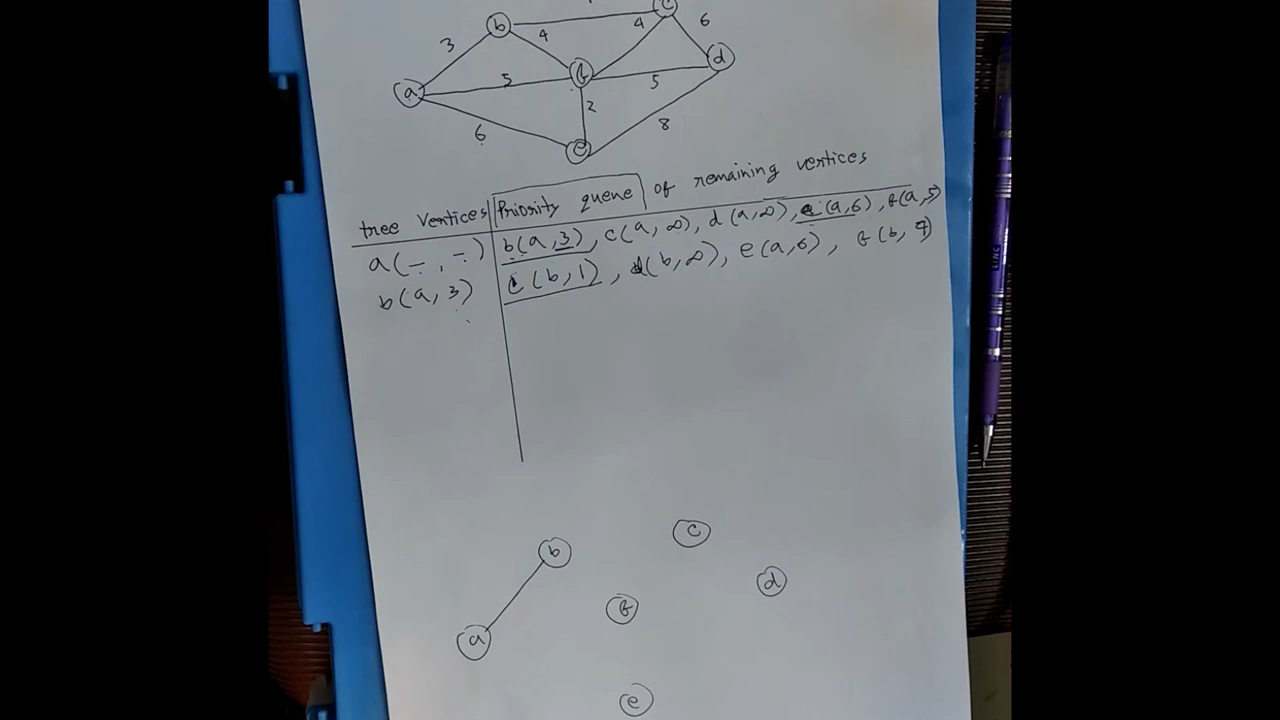 b
c
3
4
4
6
a
5
f
5
d
2
6
8
e
tree vertices Priority queue of remaining vertices
a(-, -) b(a, 3), c(a, ∞), d(a, ∞), e(a, 6), f(a, 5)
b(a, 3) c(b, 1), d(b, ∞), e(a, 6), f(b, 4)
b
c
d
f
a
e
LINC